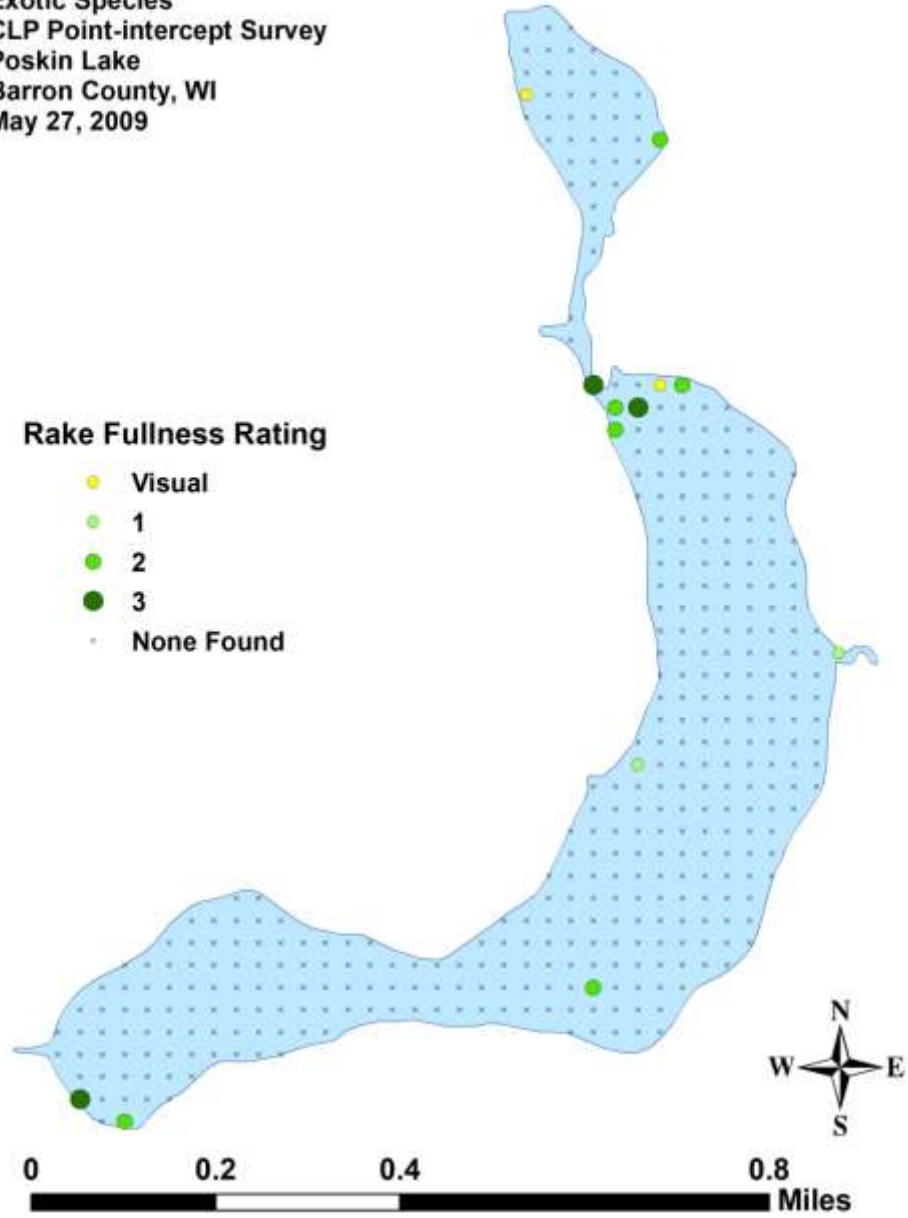 Exotic Species
CLP Point-intercept Survey
Poskin Lake
Barron County, WI
May 27, 2009
Rake Fullness Rating
Visual
1
2
3
None Found
N
W E
S
0 0.2 0.4 0.8
Miles